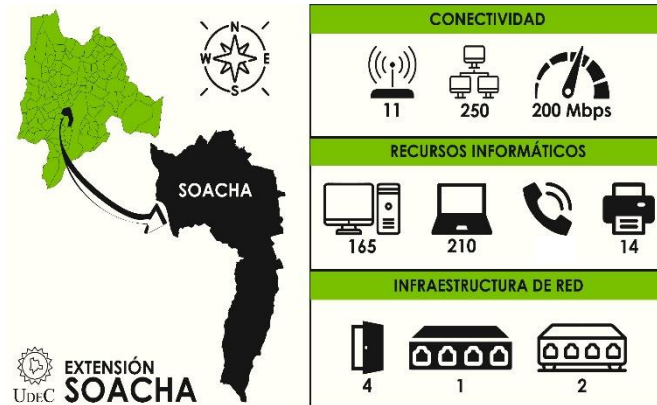 N
W E
S
SOACHA
UDEC
EXTENSIÓN
SOACHA
CONECTIVIDAD
11 250 200 Mbps
RECURSOS INFORMÁTICOS
165 210 14
INFRAESTRUCTURA DE RED
4 1 2